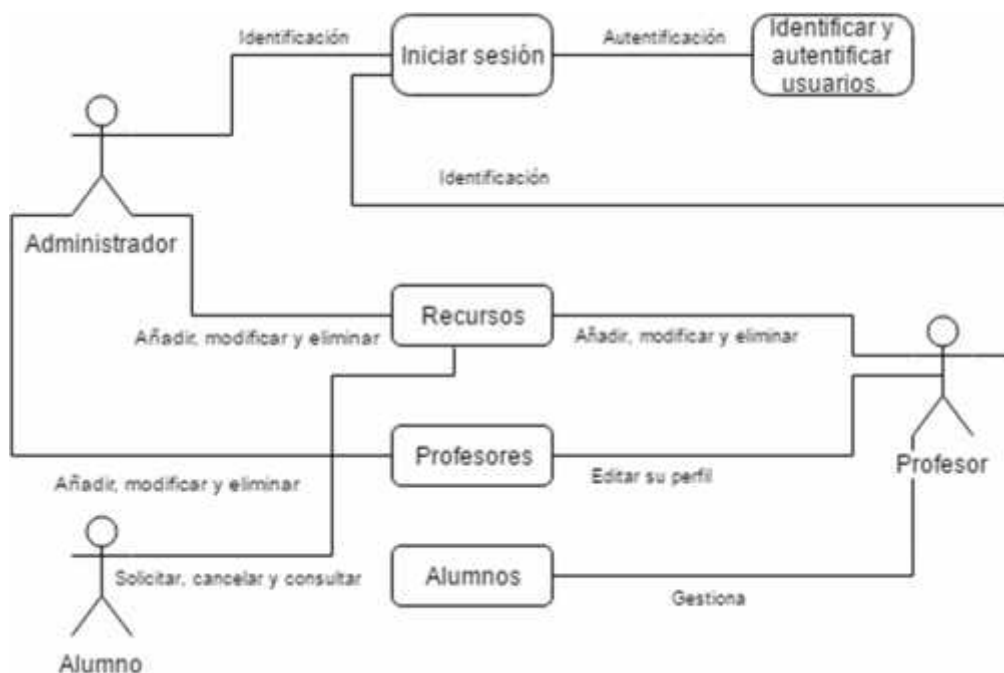 Identificación
Iniciar sesión
Autentificación
Identificar y
autentificar
usuarios.
Identificación
Administrador
Recursos
Añadir, modificar y eliminar
Añadir, modificar y eliminar
Profesores
Profesor
Añadir, modificar y eliminar
Editar su perfil
Alumnos
Solicitar, cancelar y consultar
Gestiona
Alumno